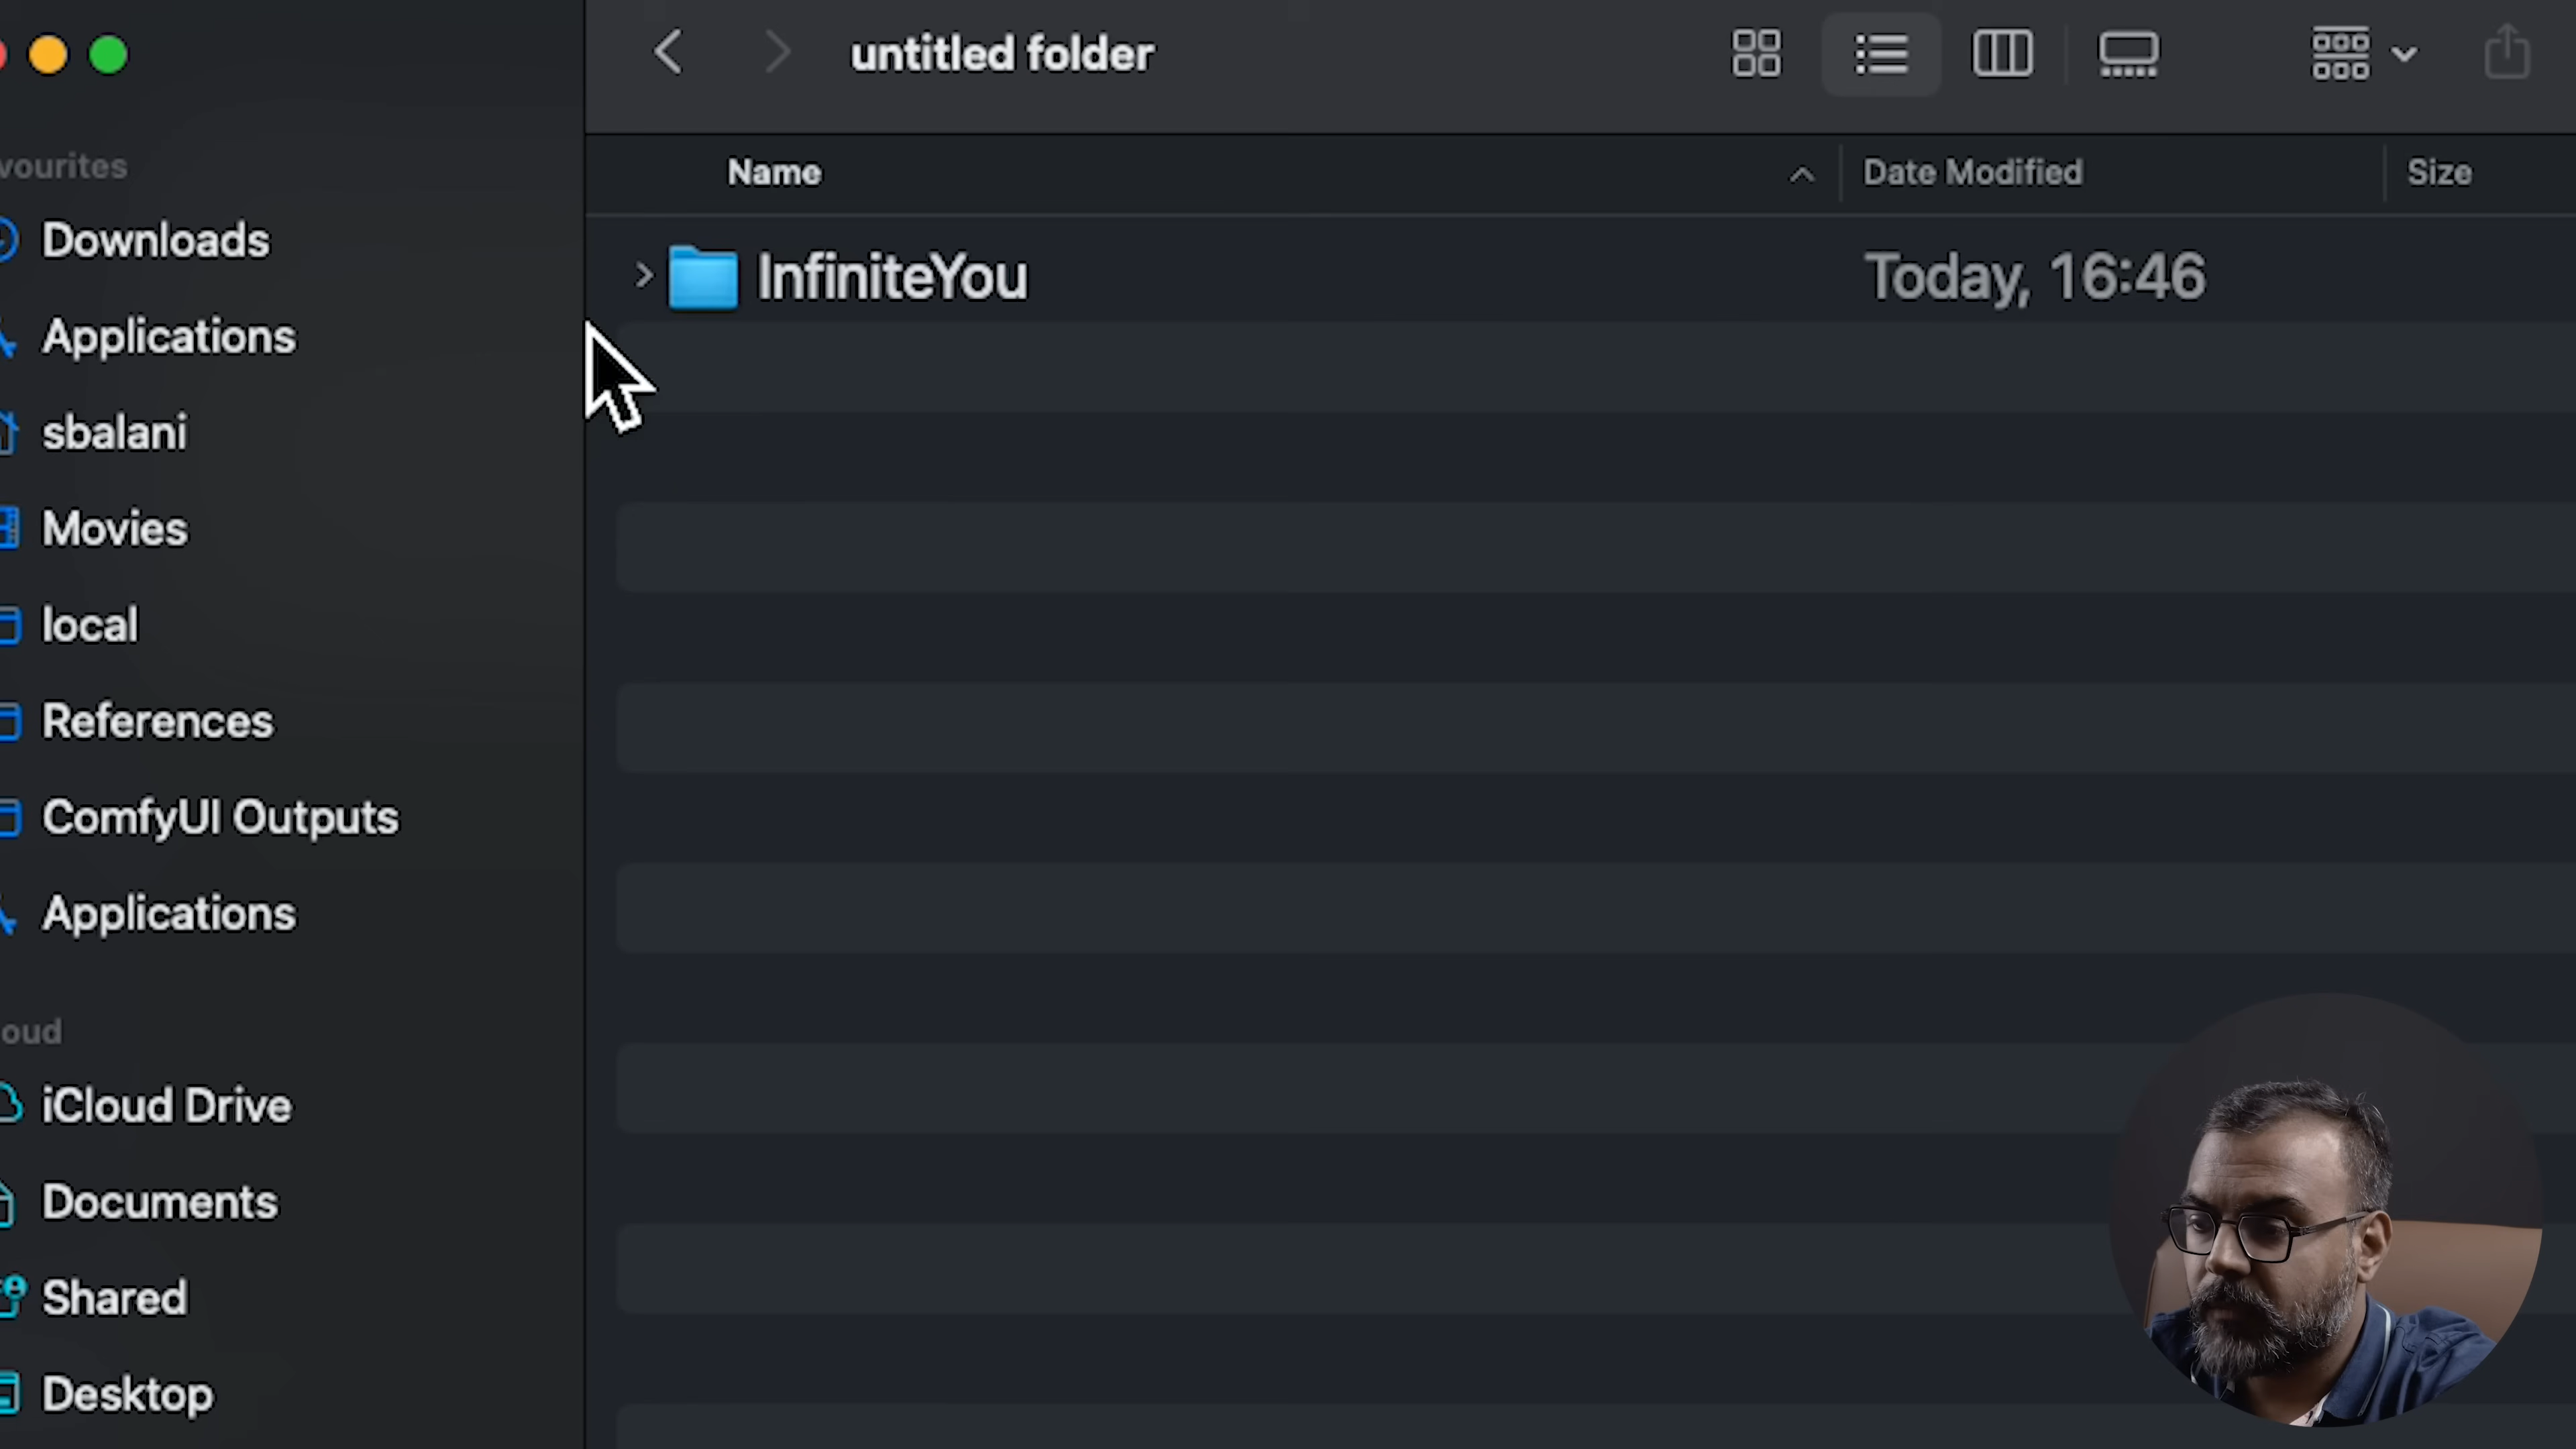 untitled folder
Name
Date Modified
Size
InfiniteYou
Today, 16:46
vourites
Downloads
Applications
sbalani
Movies
local
References
ComfyUI Outputs
Applications
oud
iCloud Drive
Documents
Shared
Desktop